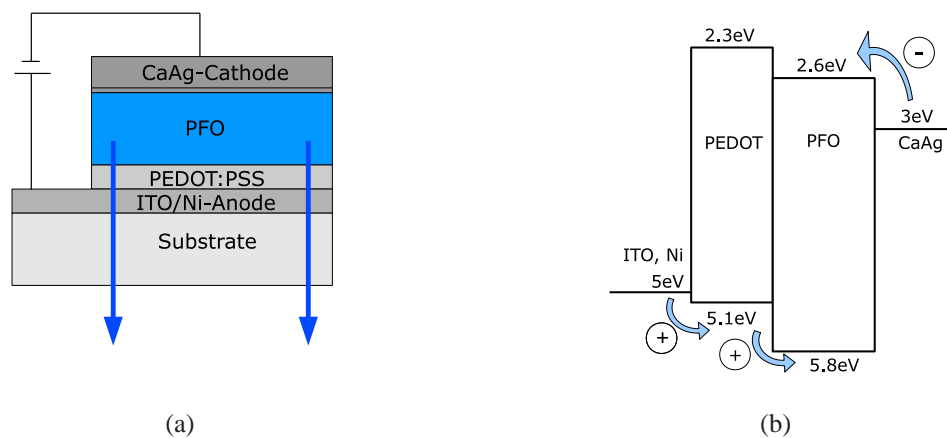 CaAg-Cathode
PFO
PEDOT:PSS
ITO/Ni-Anode
Substrate
(a)
2.3eV
2.6eV
-
3eV
CaAg
PEDOT
PFO
ITO, Ni
5eV
5.1eV
+
+
5.8eV
(b)